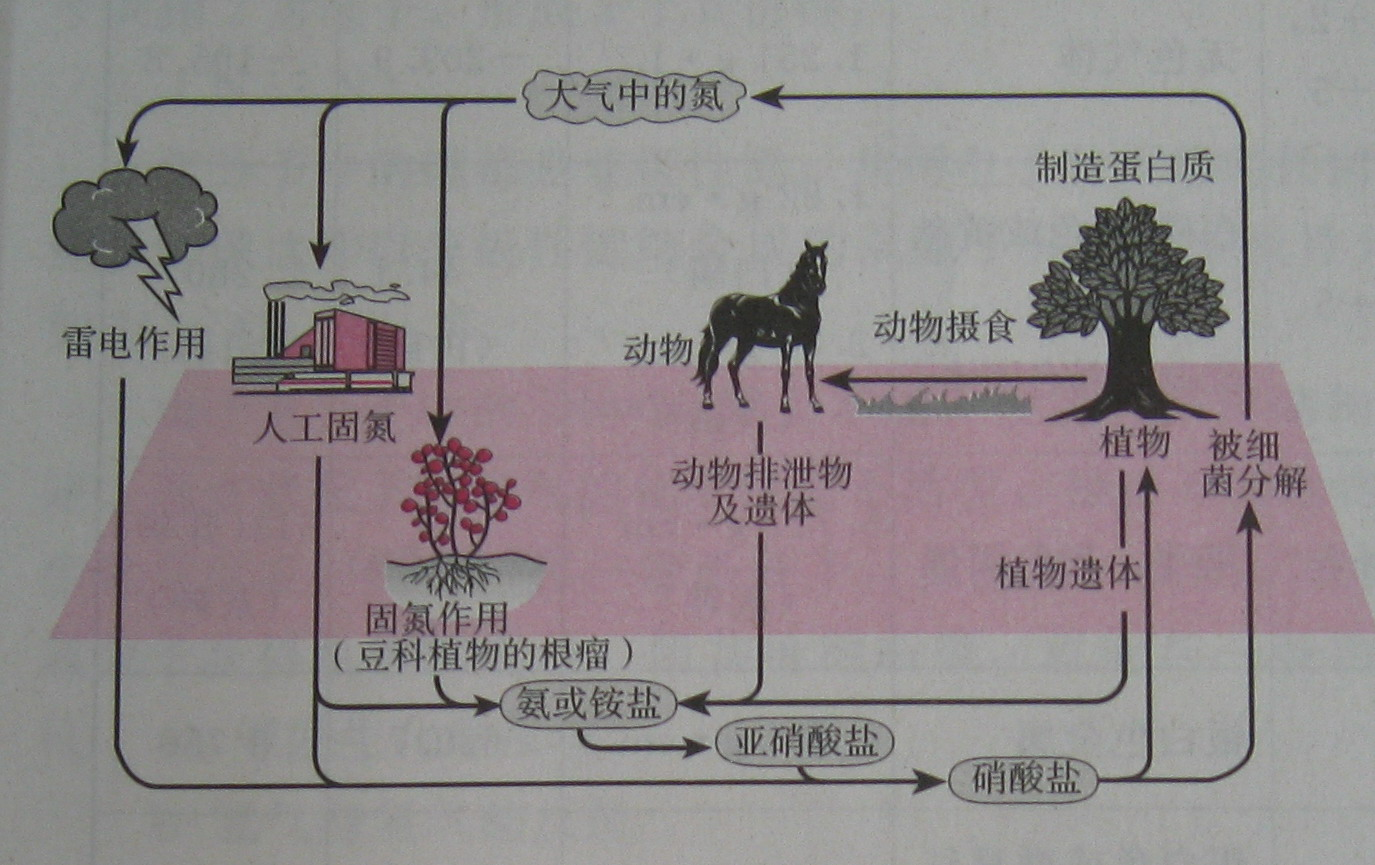 大气中的氮
制造蛋白质
雷电作用
动物
动物摄食
人工固氮
植物
被细
菌分解
动物排泄物
及遗体
植物遗体
固氮作用
（豆科植物的根瘤）
氨或铵盐
亚硝酸盐
硝酸盐